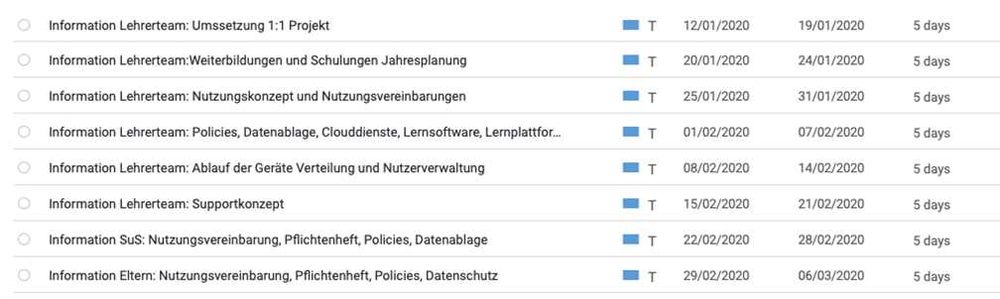 Information Lehrerteam: Umssetzung 1:1 Projekt T 12/01/2020 19/01/2020 5 days
Information Lehrerteam:Weiterbildungen und Schulungen Jahresplanung T 20/01/2020 24/01/2020 5 days
Information Lehrerteam: Nutzungskonzept und Nutzungsvereinbarungen T 25/01/2020 31/01/2020 5 days
Information Lehrerteam: Policies, Datenablage, Clouddienste, Lernsoftware, Lernplattfor... T 01/02/2020 07/02/2020 5 days
Information Lehrerteam: Ablauf der Geräte Verteilung und Nutzerverwaltung T 08/02/2020 14/02/2020 5 days
Information Lehrerteam: Supportkonzept T 15/02/2020 21/02/2020 5 days
Information SuS: Nutzungsvereinbarung, Pflichtenheft, Policies, Datenablage T 22/02/2020 28/02/2020 5 days
Information Eltern: Nutzungsvereinbarung, Pflichtenheft, Policies, Datenschutz T 29/02/2020 06/03/2020 5 days